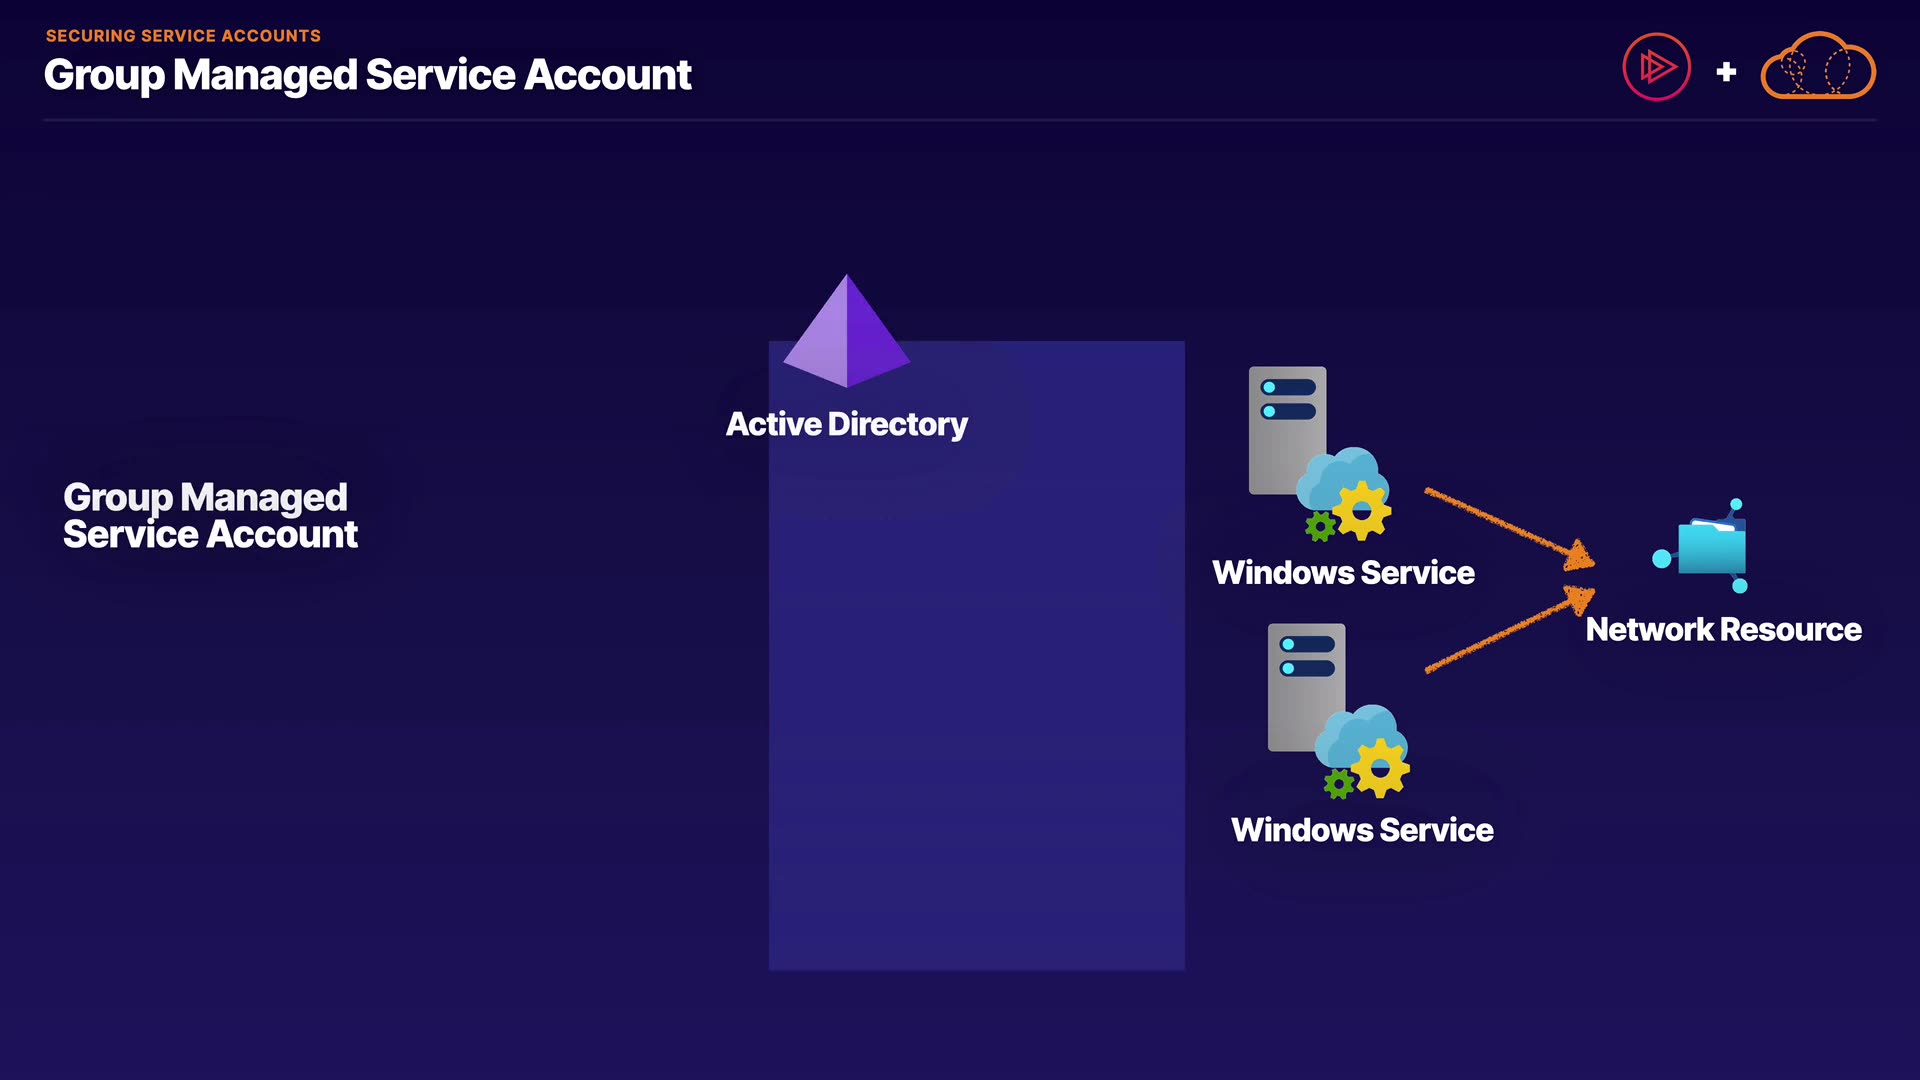 SECURING SERVICE ACCOUNTS
Group Managed Service Account
Active Directory
Group Managed
Service Account
Windows Service
Network Resource
Windows Service